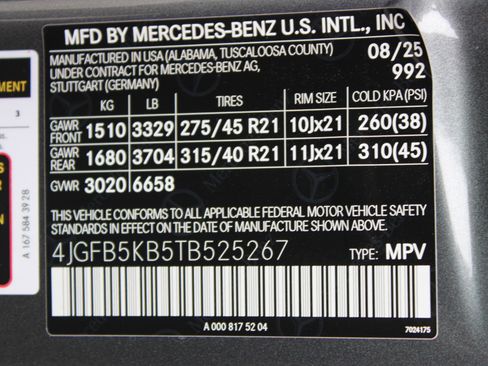 MFD BY MERCEDES-BENZ U.S. INTL., INC
MANUFACTURED IN USA (ALABAMA, TUSCALOOSA COUNTY)
UNDER CONTRACT FOR MERCEDES-BENZ AG,
STUTTGART (GERMANY)
08/25
992
KG LB TIRES RIM SIZE COLD KPA (PSI)
GAWR FRONT 1510 3329 275/45 R21 10Jx21 260(38)
GAWR REAR 1680 3704 315/40 R21 11Jx21 310(45)
GVWR 3020 6658
THIS VEHICLE CONFORMS TO ALL APPLICABLE FEDERAL MOTOR VEHICLE SAFETY
STANDARDS IN EFFECT ON THE DATE OF MANUFACTURE SHOWN ABOVE.
4JGFB5KB5TB525267 TYPE: MPV
A 000 817 52 04
7024175
MENT
3
A 167 584 39 28